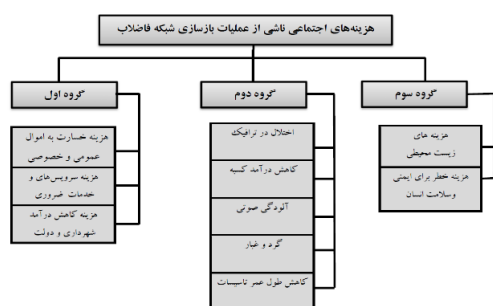 هزینه‌های اجتماعی ناشی از عملیات بازسازی شبکه فاضلاب
گروه اول
هزینه خسارت به اموال
عمومی و خصوصی
هزینه سرویس‌های و
خدمات ضروری
هزینه کاهش درآمد
شهرداری و دولت
گروه دوم
اختلال در ترافیک
کاهش درآمد کسبه
آلودگی صوتی
گرد و غبار
کاهش طول عمر تاسیسات
گروه سوم
هزینه های
زیست محیطی
هزینه خطر برای ایمنی
وسلامت انسان